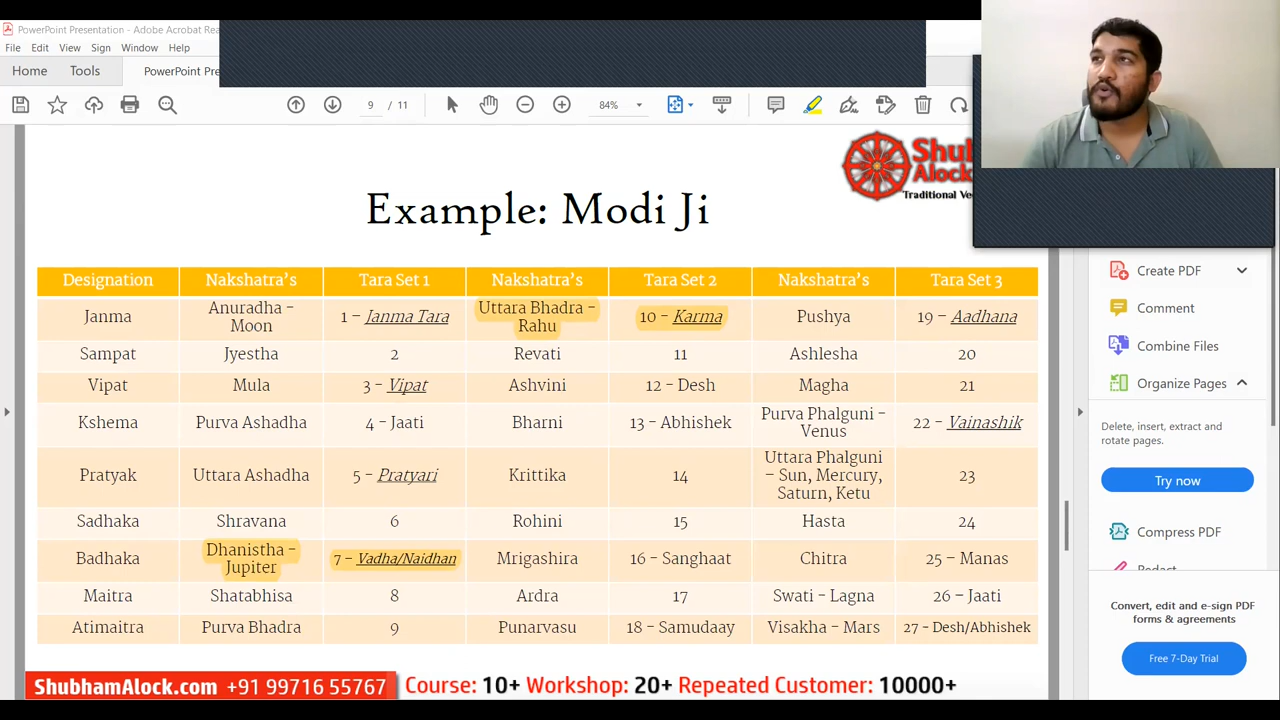 PowerPoint Presentation - Adobe Acrobat Rea
File Edit View Sign Window Help
Home Tools PowerPoint Pre
9 / 11 84%
Shu
Alock
Traditional Ve
Example: Modi Ji
Designation Nakshatra's Tara Set 1 Nakshatra's Tara Set 2 Nakshatra's Tara Set 3
Janma Anuradha - Moon 1 – Janma Tara Uttara Bhadra - Rahu 10 - Karma Pushya 19 – Aadhana
Sampat Jyestha 2 Revati 11 Ashlesha 20
Vipat Mula 3 – Vipat Ashvini 12 – Desh Magha 21
Kshema Purva Ashadha 4 – Jaati Bharni 13 – Abhishek Purva Phalguni - Venus 22 – Vainashik
Pratyak Uttara Ashadha 5 – Pratyari Krittika 14 Uttara Phalguni – Sun, Mercury, Saturn, Ketu 23
Sadhaka Shravana 6 Rohini 15 Hasta 24
Badhaka Dhanistha – Jupiter 7 – Vadha/Naidhan Mrigashira 16 – Sanghaat Chitra 25 – Manas
Maitra Shatabhisa 8 Ardra 17 Swati - Lagna 26 – Jaati
Atimaitra Purva Bhadra 9 Punarvasu 18 – Samudaay Visakha – Mars 27 – Desh/Abhishek
ShubhamAlock.com +91 99716 55767 Course: 10+ Workshop: 20+ Repeated Customer: 10000+
Create PDF
Comment
Combine Files
Organize Pages
Delete, insert, extract and
rotate pages.
Try now
Compress PDF
Convert, edit and e-sign PDF
forms & agreements
Free 7-Day Trial